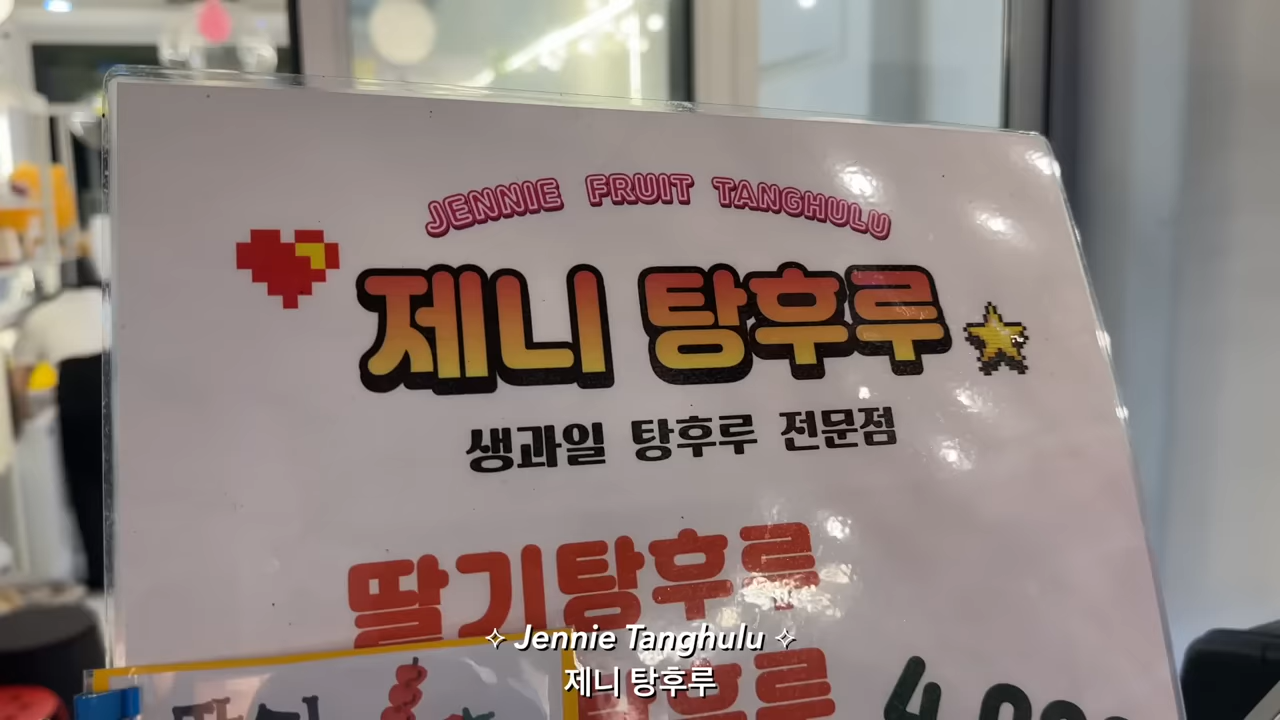 JENNIE FRUIT TANGHULU
제니 탕후루
생과일 탕후루 전문점
딸기탕후루
✧ Jennie Tanghulu ✧
제니 탕후루